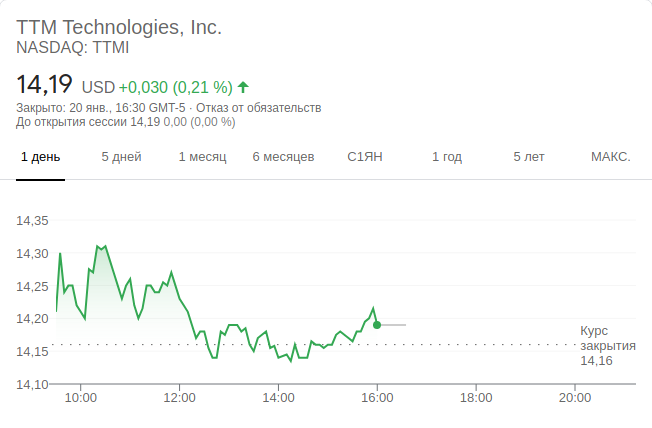 TTM Technologies, Inc.
NASDAQ: TTMI
14,19 USD +0,030 (0,21 %)
Закрыто: 20 янв., 16:30 GMT-5 · Отказ от обязательств
До открытия сессии 14,19 0,00 (0,00 %)
1 день 5 дней 1 месяц 6 месяцев С1ЯН 1 год 5 лет МАКС.
14,35
14,30
14,25
14,20
14,15
14,10
Курс
закрытия
14,16
10:00 12:00 14:00 16:00 18:00 20:00